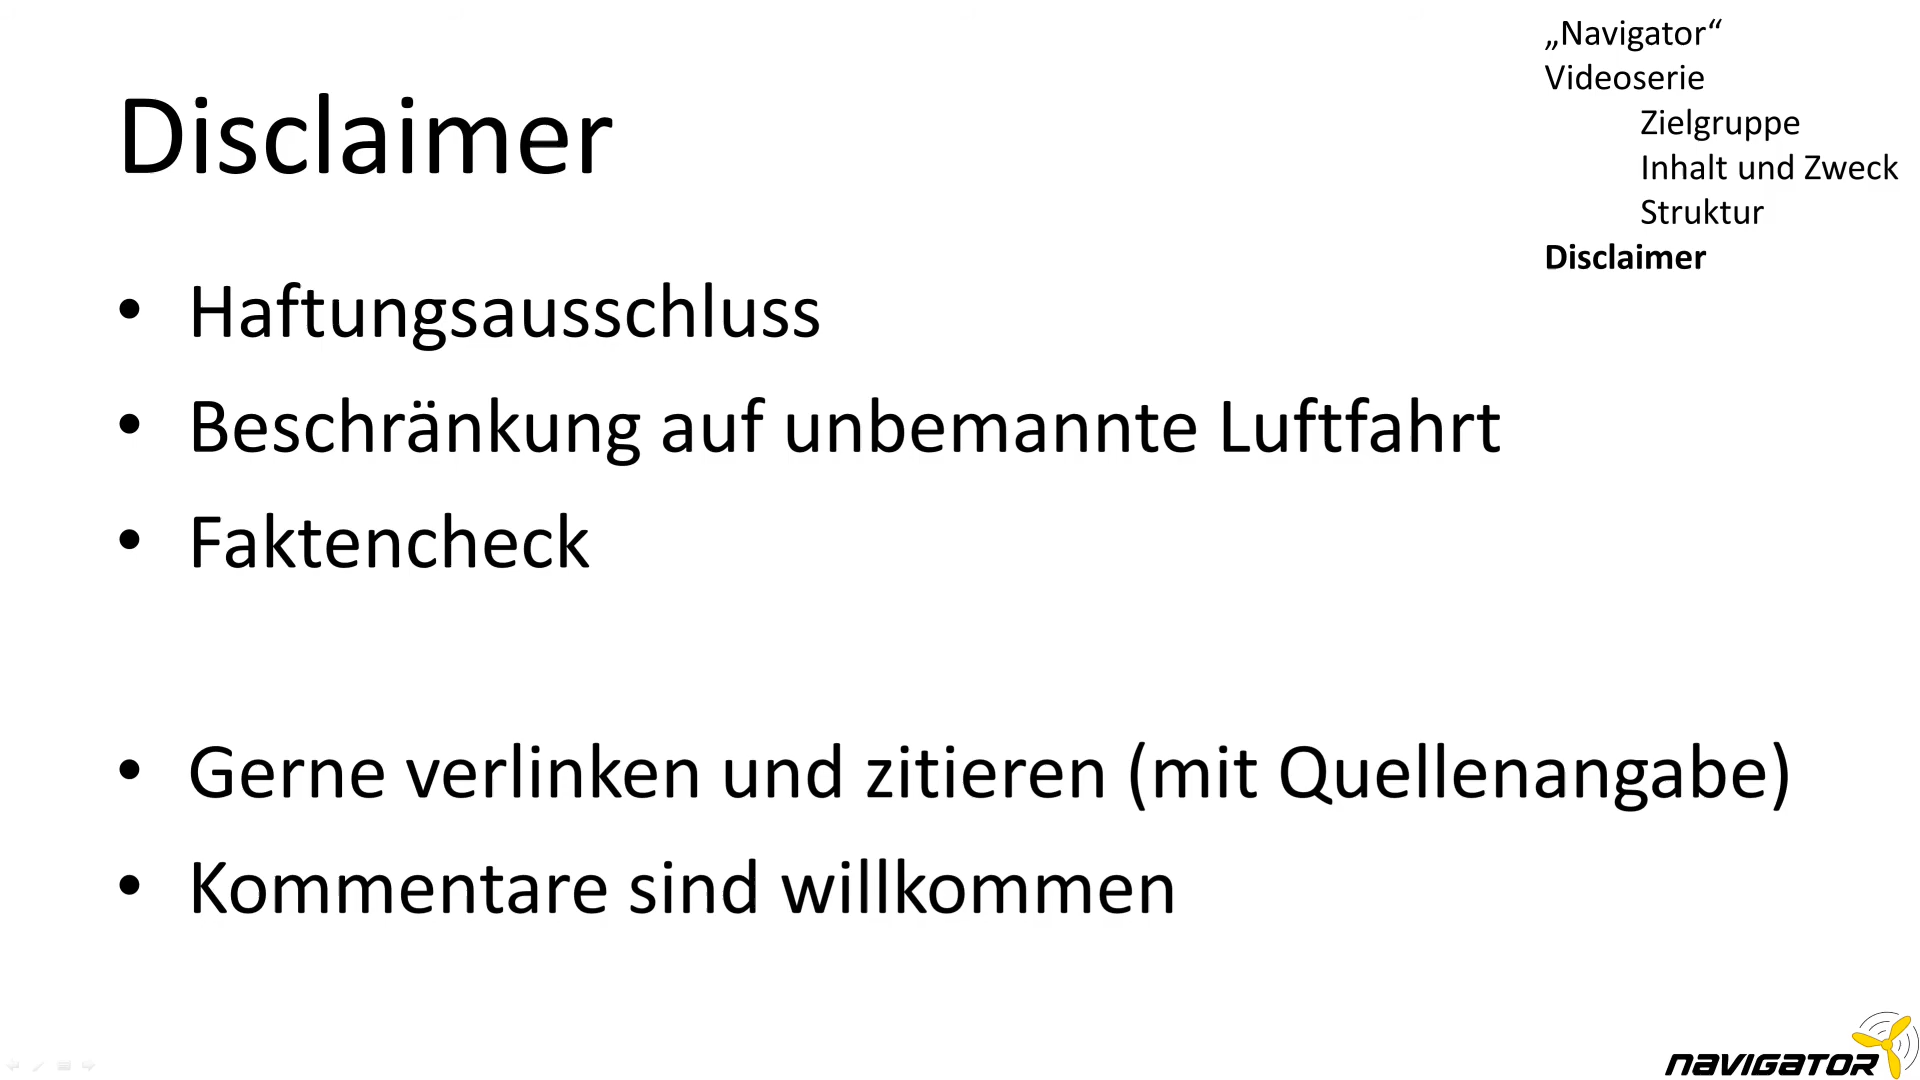 Disclaimer
• Haftungsausschluss
• Beschränkung auf unbemannte Luftfahrt
• Faktencheck
• Gerne verlinken und zitieren (mit Quellenangabe)
• Kommentare sind willkommen
„Navigator“
Videoserie
Zielgruppe
Inhalt und Zweck
Struktur
Disclaimer
NAVIGATOR